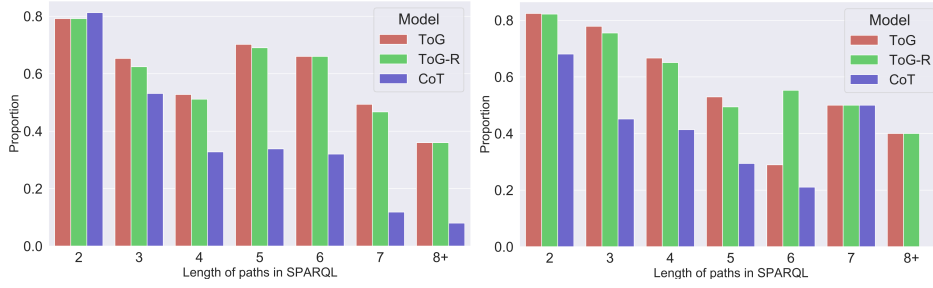 0.8
0.6
0.4
0.2
0.0
Proportion
2 3 4 5 6 7 8+
Length of paths in SPARQL
Model
ToG
ToG-R
CoT
0.8
0.6
0.4
0.2
0.0
Proportion
2 3 4 5 6 7 8+
Length of paths in SPARQL
Model
ToG
ToG-R
CoT